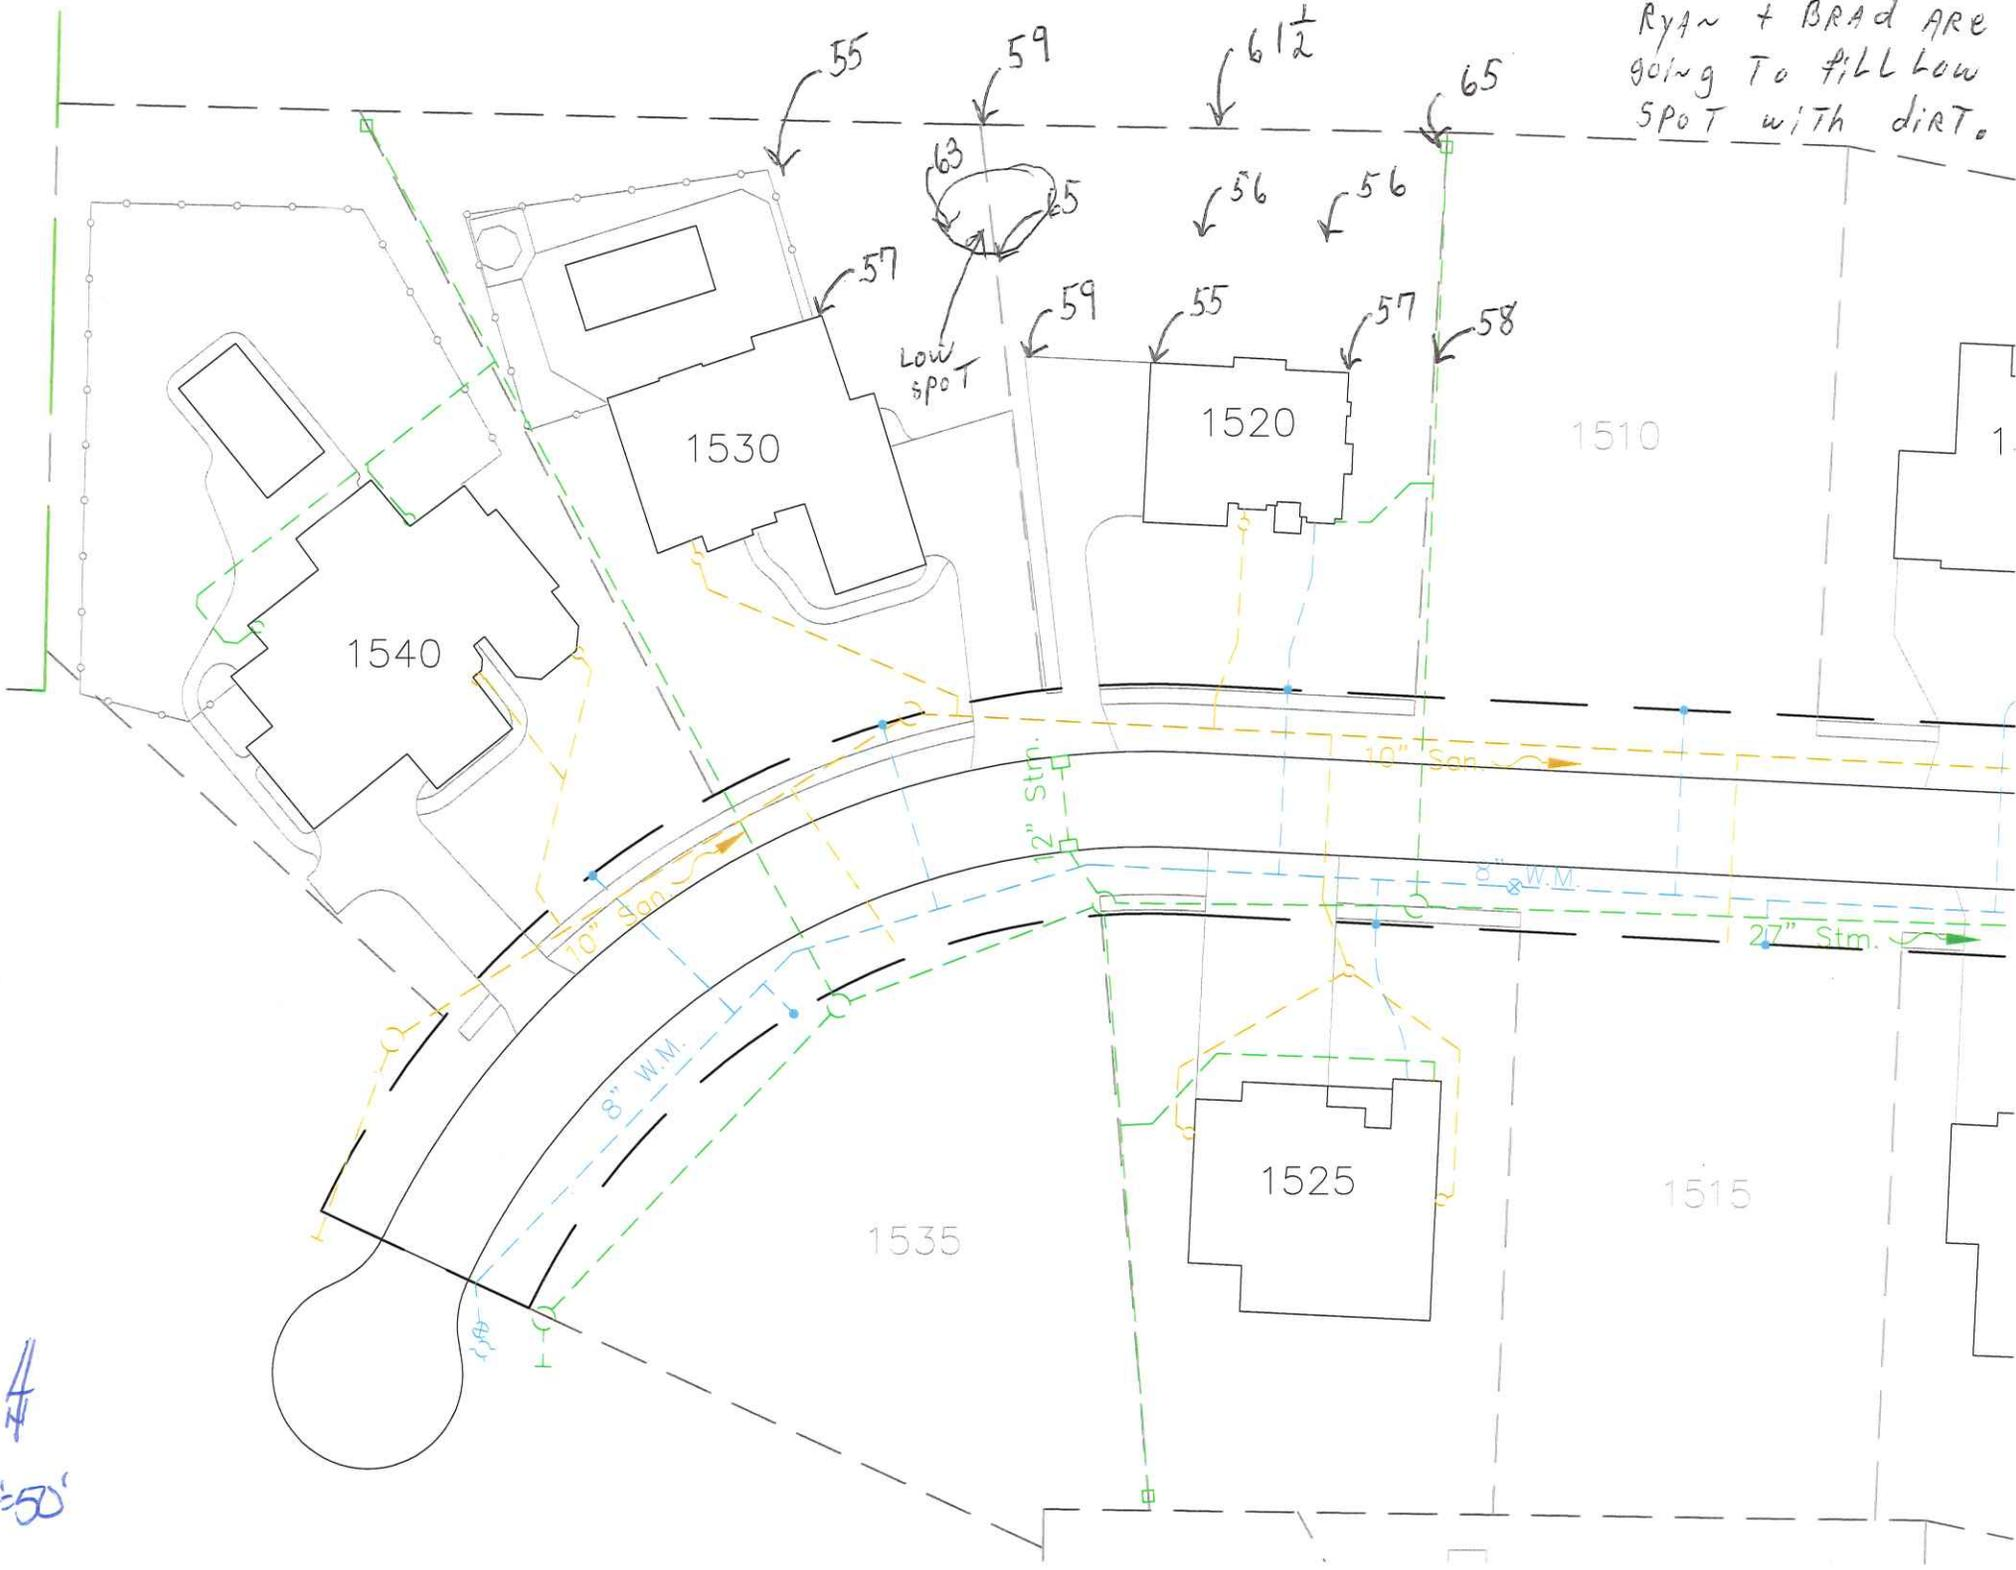 RYAN + BRAd ARE
going To fiLL Low
SPOT wiTh diRT.
55
59
61 1/2
65
63
65
56
56
57
LOW
SPOT
59
55
57
58
1530
1520
1510
1540
10" San.
12" Stm.
10" San.
8" W.M.
27" Stm.
8" W.M.
1525
1515
1535
=50'